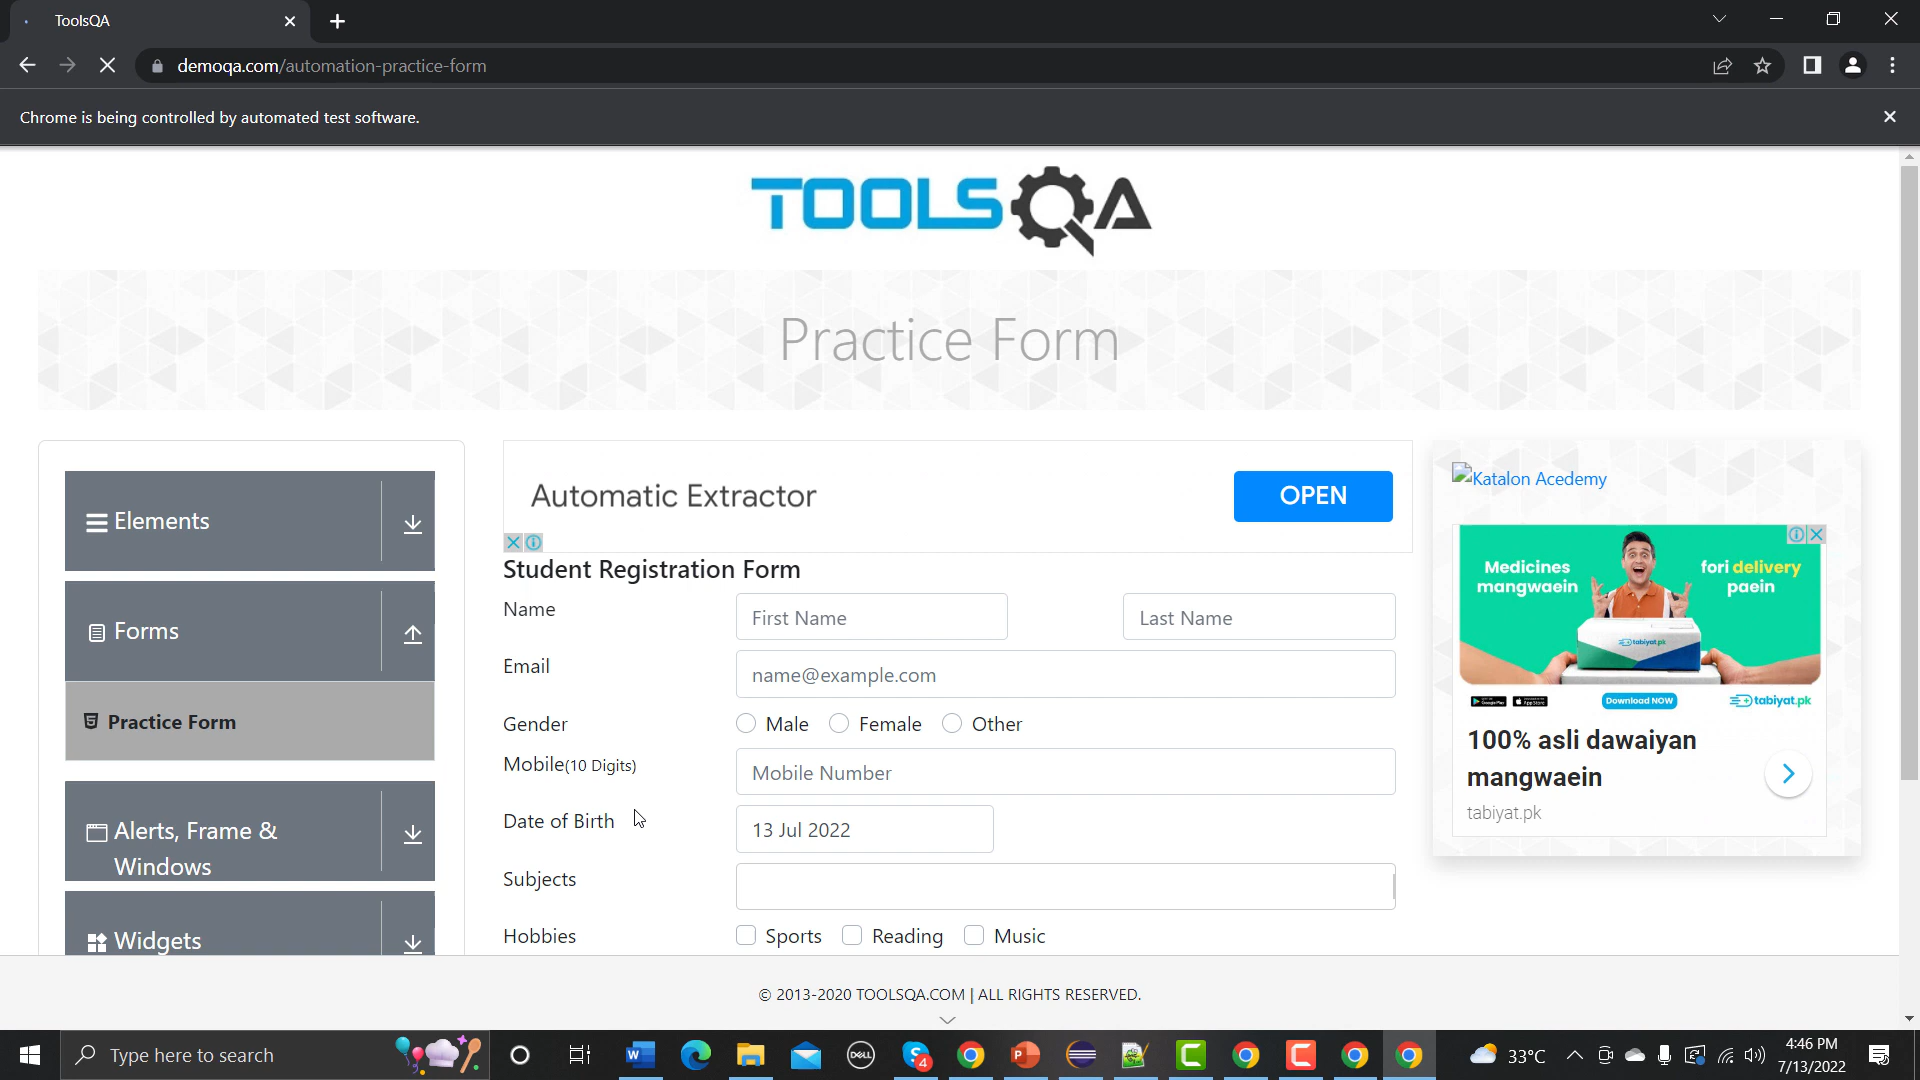 ToolsQA
demoqa.com/automation-practice-form
Chrome is being controlled by automated test software.
TOOLSQA
Practice Form
Elements
Forms
Practice Form
Alerts, Frame &
Windows
Widgets
Automatic Extractor
OPEN
Student Registration Form
Name
First Name
Last Name
Email
name@example.com
Gender
Male
Female
Other
Mobile(10 Digits)
Mobile Number
Date of Birth
13 Jul 2022
Subjects
Hobbies
Sports
Reading
Music
Katalon Acedemy
Medicines
mangwaein
fori delivery
paein
tabiyat.pk
Download NOW
tabiyat.pk
100% asli dawaiyan
mangwaein
tabiyat.pk
© 2013-2020 TOOLSQA.COM | ALL RIGHTS RESERVED.
Type here to search
DELL
4
33°C
4:46 PM
7/13/2022